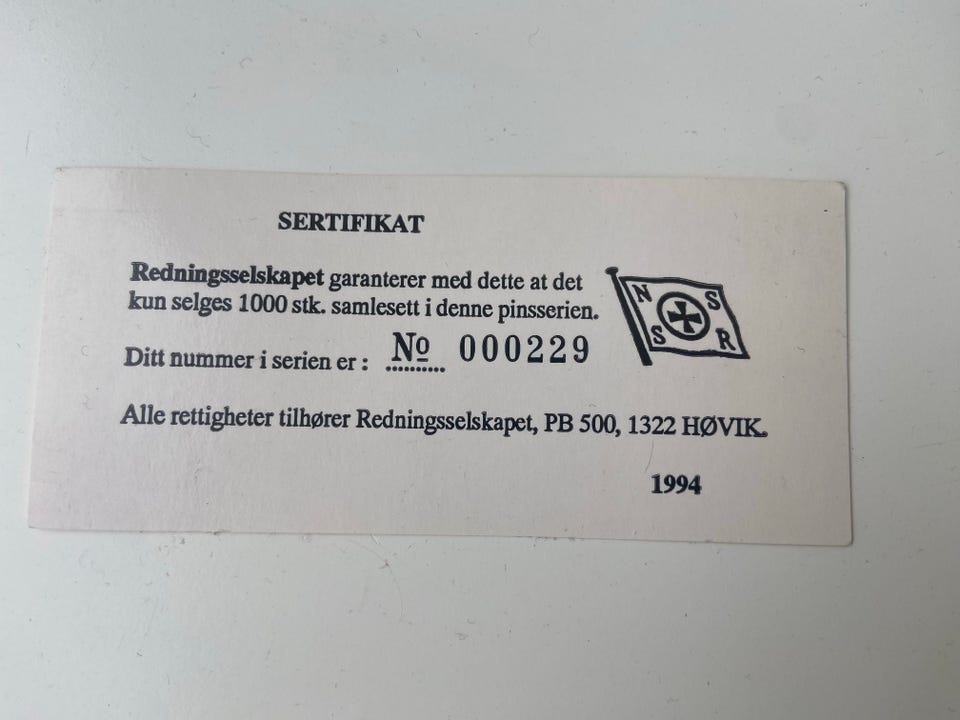 SERTIFIKAT
Redningsselskapet garanterer med dette at det
kun selges 1000 stk. samlesett i denne pinsserien.
N S
S R
Ditt nummer i serien er : № 000229
Alle rettigheter tilhører Redningsselskapet, PB 500, 1322 HØVIK.
1994